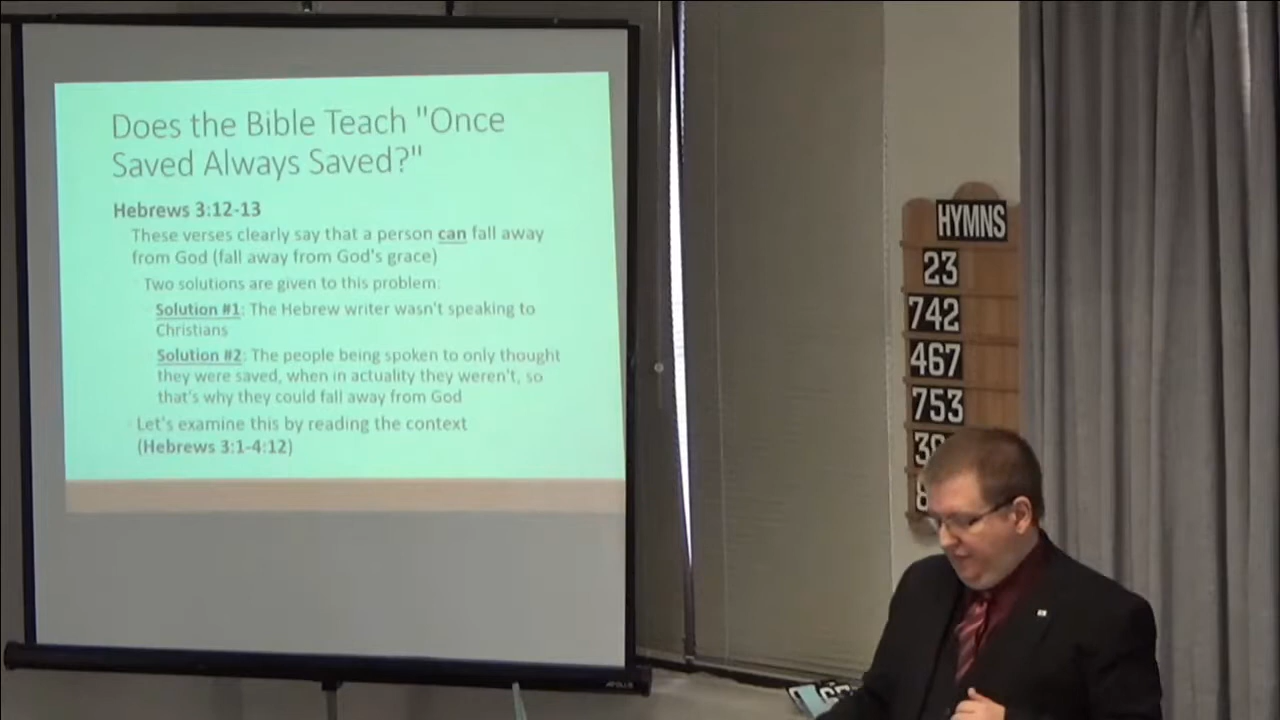 Does the Bible Teach "Once
Saved Always Saved?"
Hebrews 3:12-13
These verses clearly say that a person can fall away
from God (fall away from God's grace)
Two solutions are given to this problem:
Solution #1: The Hebrew writer wasn't speaking to
Christians
Solution #2: The people being spoken to only thought
they were saved, when in actuality they weren't, so
that's why they could fall away from God
Let's examine this by reading the context
(Hebrews 3:1-4:12)
HYMNS
23
742
467
753
APOLLO